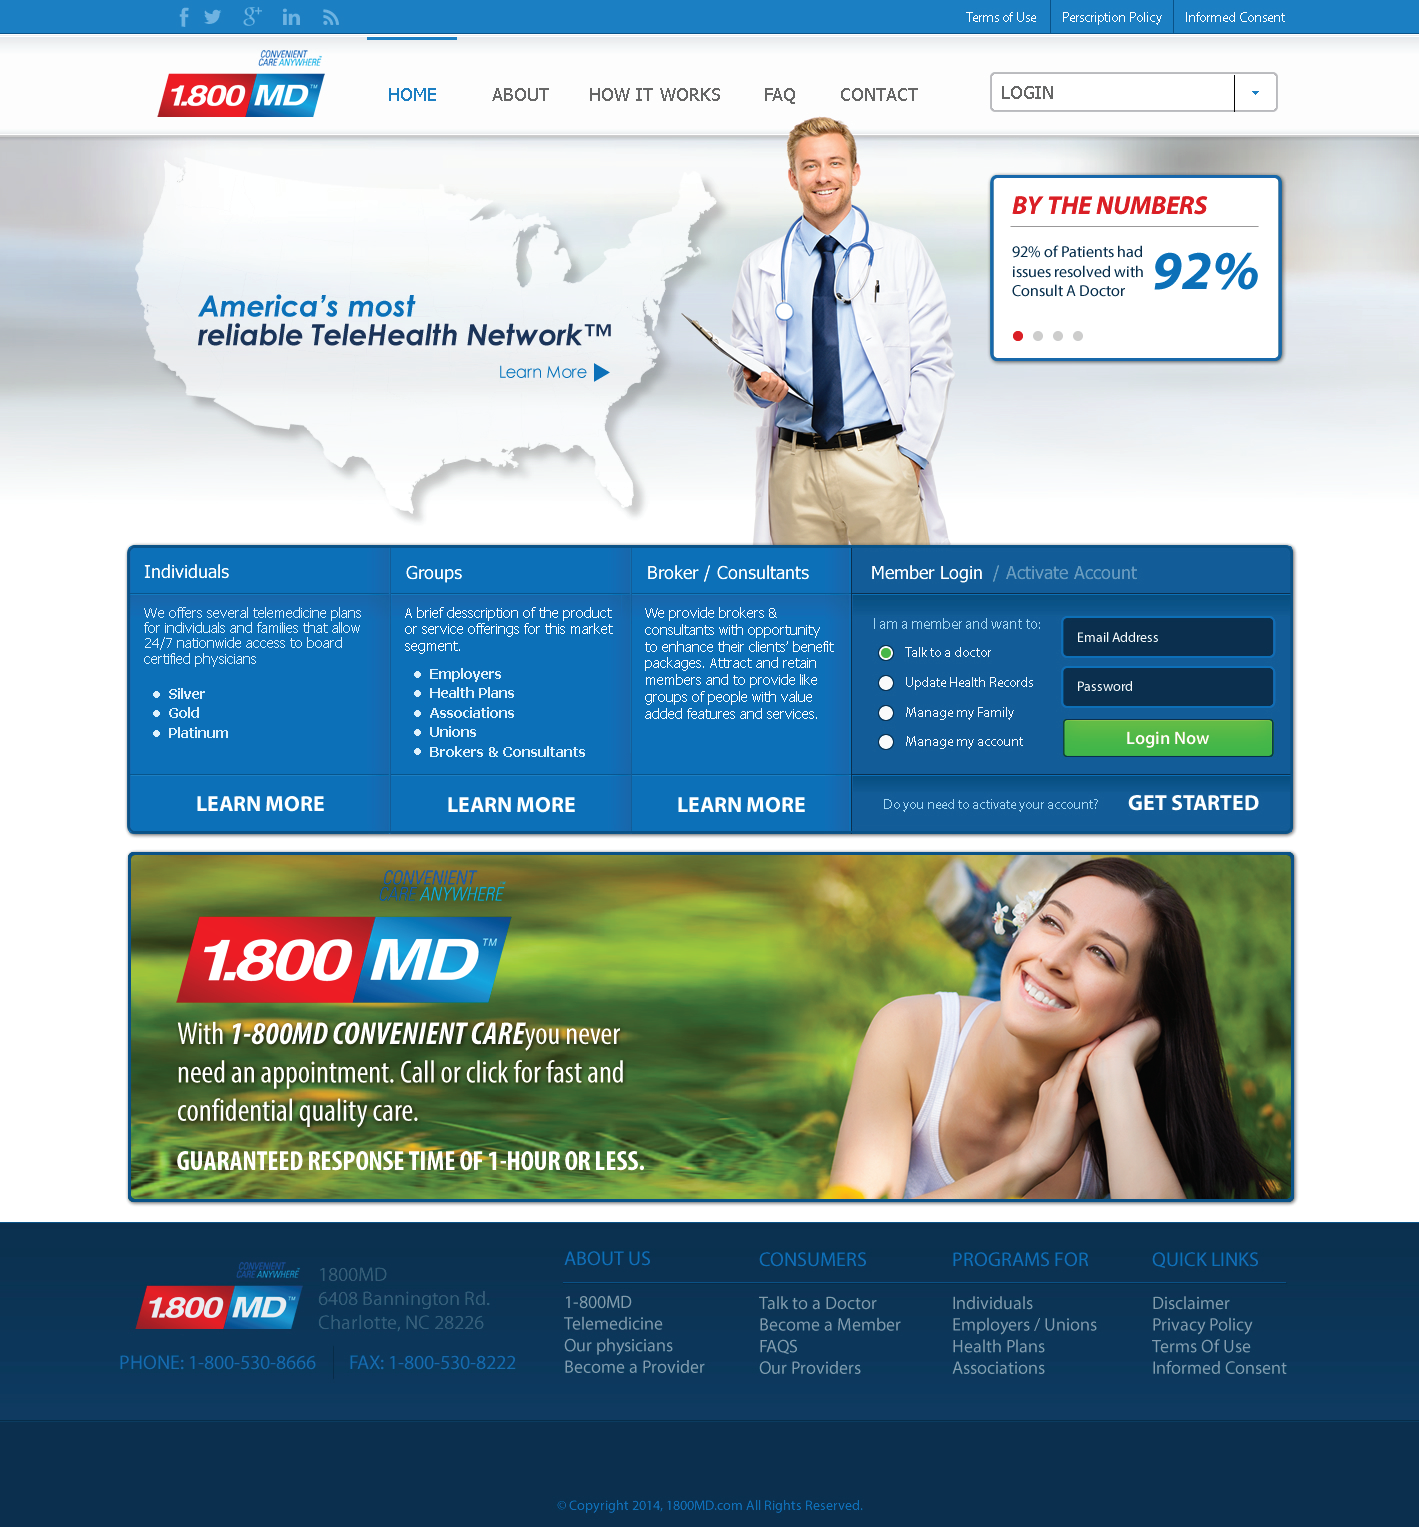 Terms of Use
Perscription Policy
Informed Consent
CONVENIENT
CARE ANYWHERE
1.800 MD™
HOME
ABOUT
HOW IT WORKS
FAQ
CONTACT
LOGIN
America's most
reliable TeleHealth Network™
Learn More
BY THE NUMBERS
92% of Patients had
issues resolved with
Consult A Doctor
92%
Individuals
We offers several telemedicine plans
for individuals and families that allow
24/7 nationwide access to board
certified physicians
Silver
Gold
Platinum
LEARN MORE
Groups
A brief desscription of the product
or service offerings for this market
segment.
Employers
Health Plans
Associations
Unions
Brokers & Consultants
LEARN MORE
Broker / Consultants
We provide brokers &
consultants with opportunity
to enhance their clients' benefit
packages. Attract and retain
members and to provide like
groups of people with value
added features and services.
LEARN MORE
Member Login / Activate Account
I am a member and want to:
Talk to a doctor
Update Health Records
Manage my Family
Manage my account
Email Address
Password
Login Now
Do you need to activate your account?
GET STARTED
CONVENIENT
CARE ANYWHERE
1.800 MD™
With 1-800MD CONVENIENT CAREyou never
need an appointment. Call or click for fast and
confidential quality care.
GUARANTEED RESPONSE TIME OF 1-HOUR OR LESS.
CONVENIENT
CARE ANYWHERE
1.800 MD™
1800MD
6408 Bannington Rd.
Charlotte, NC 28226
PHONE: 1-800-530-8666
FAX: 1-800-530-8222
ABOUT US
1-800MD
Telemedicine
Our physicians
Become a Provider
CONSUMERS
Talk to a Doctor
Become a Member
FAQS
Our Providers
PROGRAMS FOR
Individuals
Employers / Unions
Health Plans
Associations
QUICK LINKS
Disclaimer
Privacy Policy
Terms Of Use
Informed Consent
© Copyright 2014, 1800MD.com All Rights Reserved.